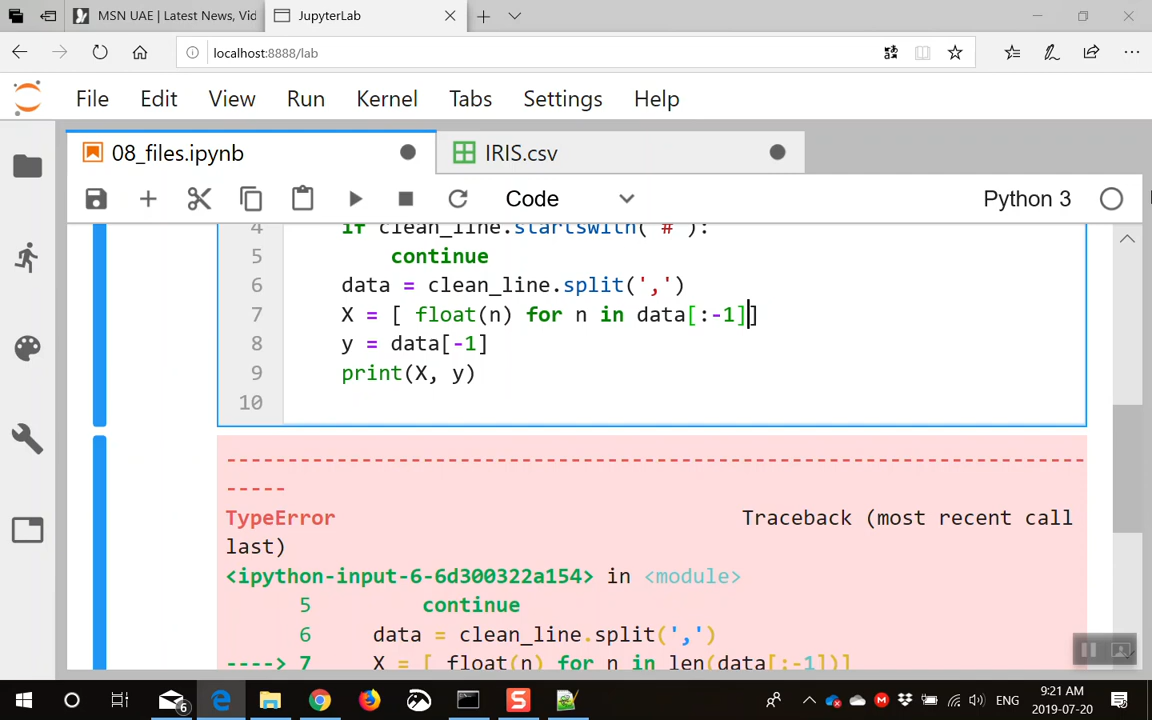 MSN UAE | Latest News, Vid
JupyterLab
localhost:8888/lab
File Edit View Run Kernel Tabs Settings Help
08_files.ipynb
IRIS.csv
Code
Python 3
4 if clean_line.startswith('#'):
5 continue
6 data = clean_line.split(',')
7 X = [ float(n) for n in data[:-1]]
8 y = data[-1]
9 print(X, y)
10
--------------------------------------------------------------------------------
-----
TypeError Traceback (most recent call
last)
<ipython-input-6-6d300322a154> in <module>
5 continue
6 data = clean_line.split(',')
----> 7 X = [ float(n) for n in len(data[:-1])]
6
ENG
9:21 AM
2019-07-20